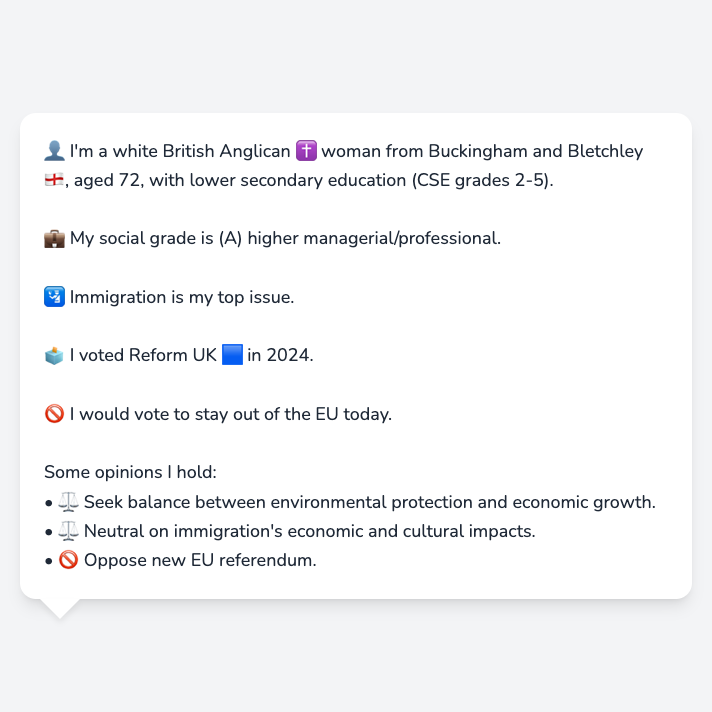 👤 I'm a white British Anglican ✝️ woman from Buckingham and Bletchley
🏴󠁧󠁢󠁥󠁮󠁧󠁿, aged 72, with lower secondary education (CSE grades 2-5).
💼 My social grade is (A) higher managerial/professional.
🛂 Immigration is my top issue.
🗳️ I voted Reform UK 🟦 in 2024.
🚫 I would vote to stay out of the EU today.
Some opinions I hold:
• ⚖️ Seek balance between environmental protection and economic growth.
• ⚖️ Neutral on immigration's economic and cultural impacts.
• 🚫 Oppose new EU referendum.